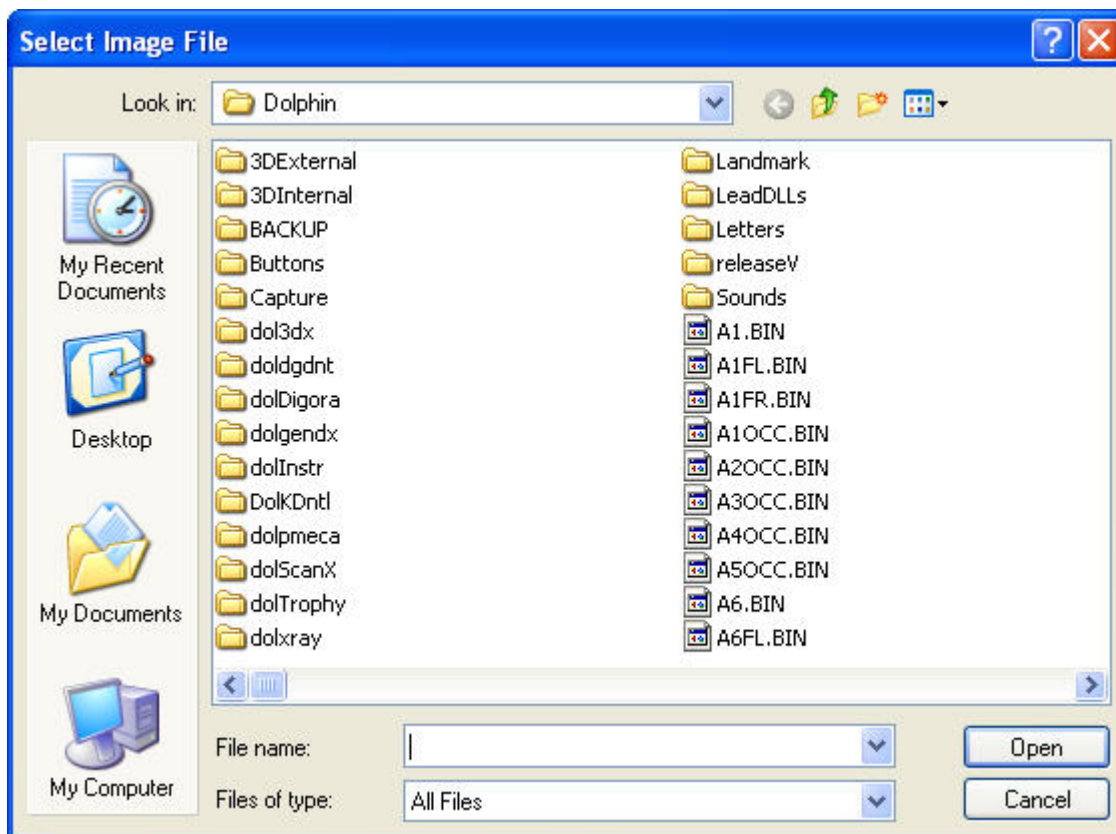 Select Image File
Look in: Dolphin
My Recent
Documents
Desktop
My Documents
My Computer
3DExternal
3DInternal
BACKUP
Buttons
Capture
dol3dx
doldgdnt
dolDigora
dolgendx
dolInstr
DolKDntl
dolpmeca
dolScanX
dolTrophy
dolxray
Landmark
LeadDLLs
Letters
releaseV
Sounds
A1.BIN
A1FL.BIN
A1FR.BIN
A1OCC.BIN
A2OCC.BIN
A3OCC.BIN
A4OCC.BIN
A5OCC.BIN
A6.BIN
A6FL.BIN
File name:
Open
Files of type: All Files
Cancel